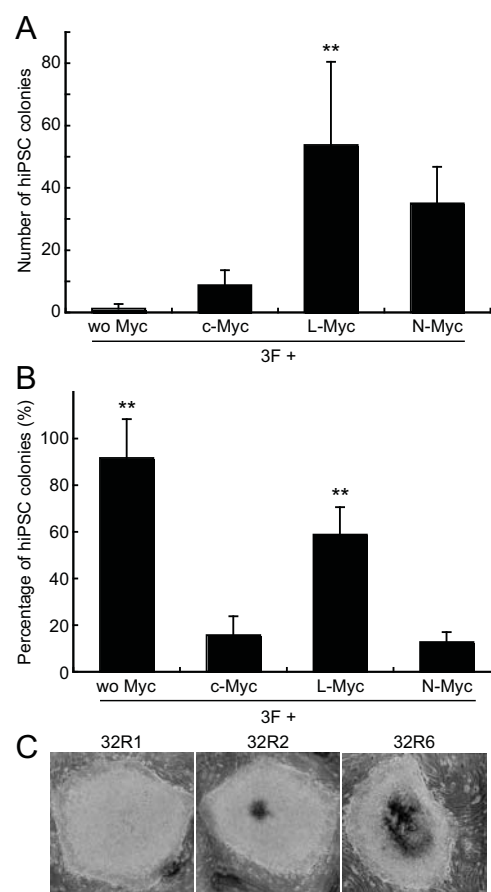 A
Number of hiPSC colonies
80
60
40
20
0
**
wo Myc c-Myc L-Myc N-Myc
3F +
B
Percentage of hiPSC colonies (%)
100
80
60
40
20
0
**
**
wo Myc c-Myc L-Myc N-Myc
3F +
C
32R1 32R2 32R6